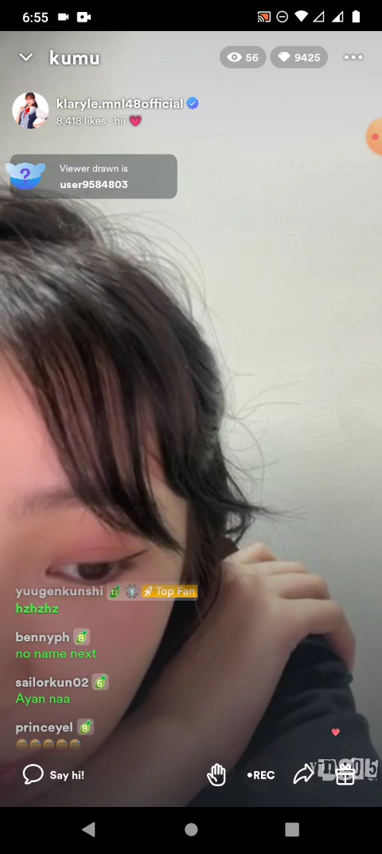 6:55
kumu
56
9425
klaryle.mnl48official
8,418 likes · hii
Viewer drawn is
user9584803
yuugenkunshi 12 Top Fan
hzhzhz
bennyph 8
no name next
sailorkun02 6
Ayan naa
princeyel 8
Say hi!
•REC